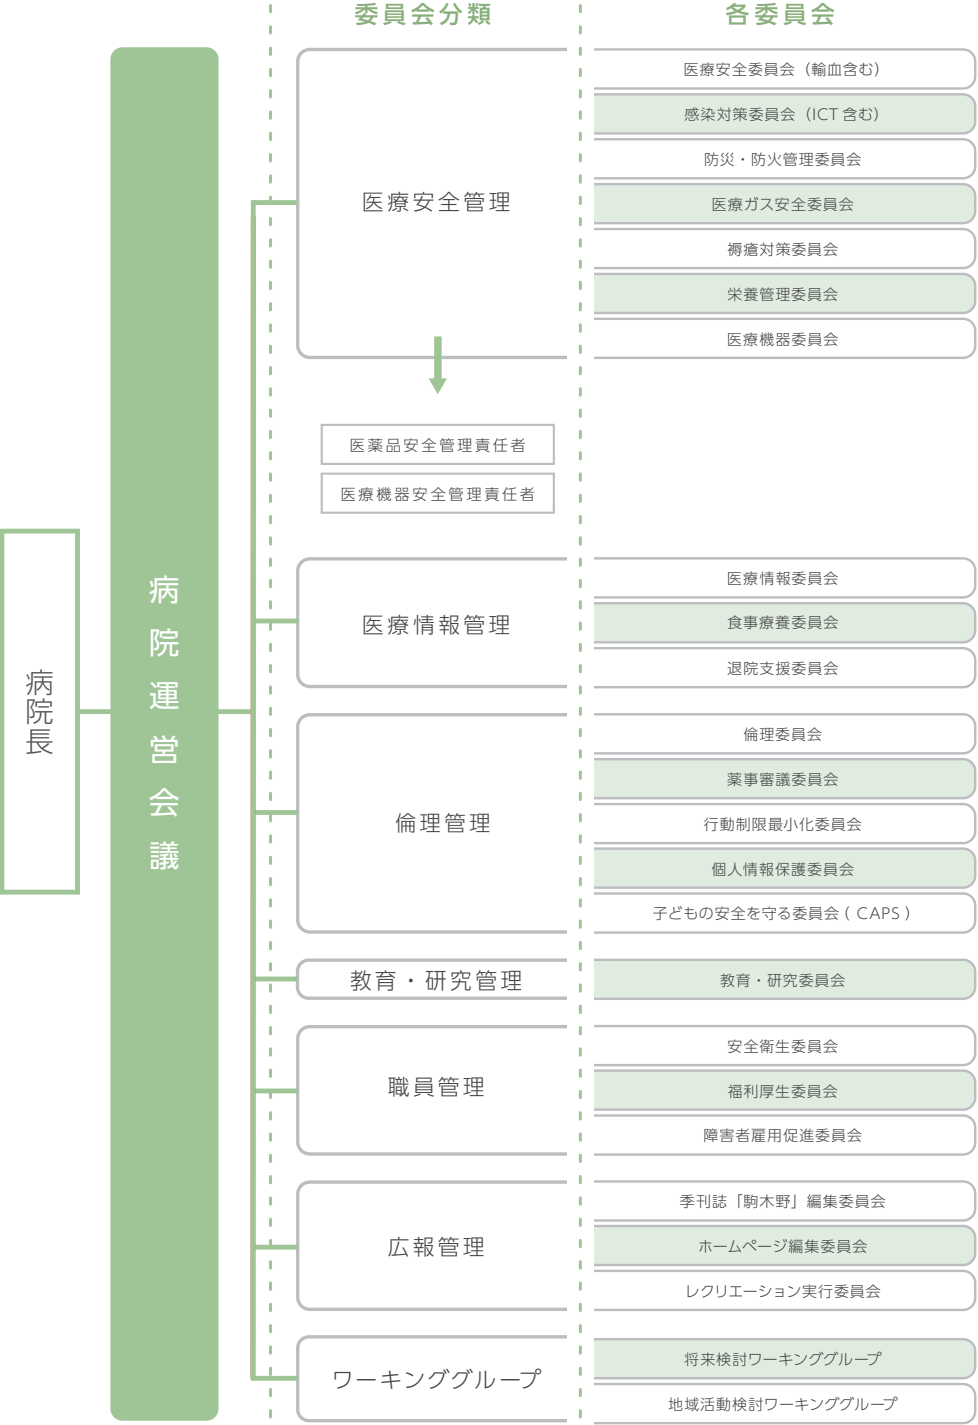 委員会分類
各委員会
病院長
病院運営会議
医療安全管理
医療安全委員会（輸血含む）
感染対策委員会（ICT 含む）
防災・防火管理委員会
医療ガス安全委員会
褥瘡対策委員会
栄養管理委員会
医療機器委員会
医薬品安全管理責任者
医療機器安全管理責任者
医療情報管理
医療情報委員会
食事療養委員会
退院支援委員会
倫理管理
倫理委員会
薬事審議委員会
行動制限最小化委員会
個人情報保護委員会
子どもの安全を守る委員会 ( CAPS )
教育・研究管理
教育・研究委員会
職員管理
安全衛生委員会
福利厚生委員会
障害者雇用促進委員会
広報管理
季刊誌「駒木野」編集委員会
ホームページ編集委員会
レクリエーション実行委員会
ワーキンググループ
将来検討ワーキンググループ
地域活動検討ワーキンググループ